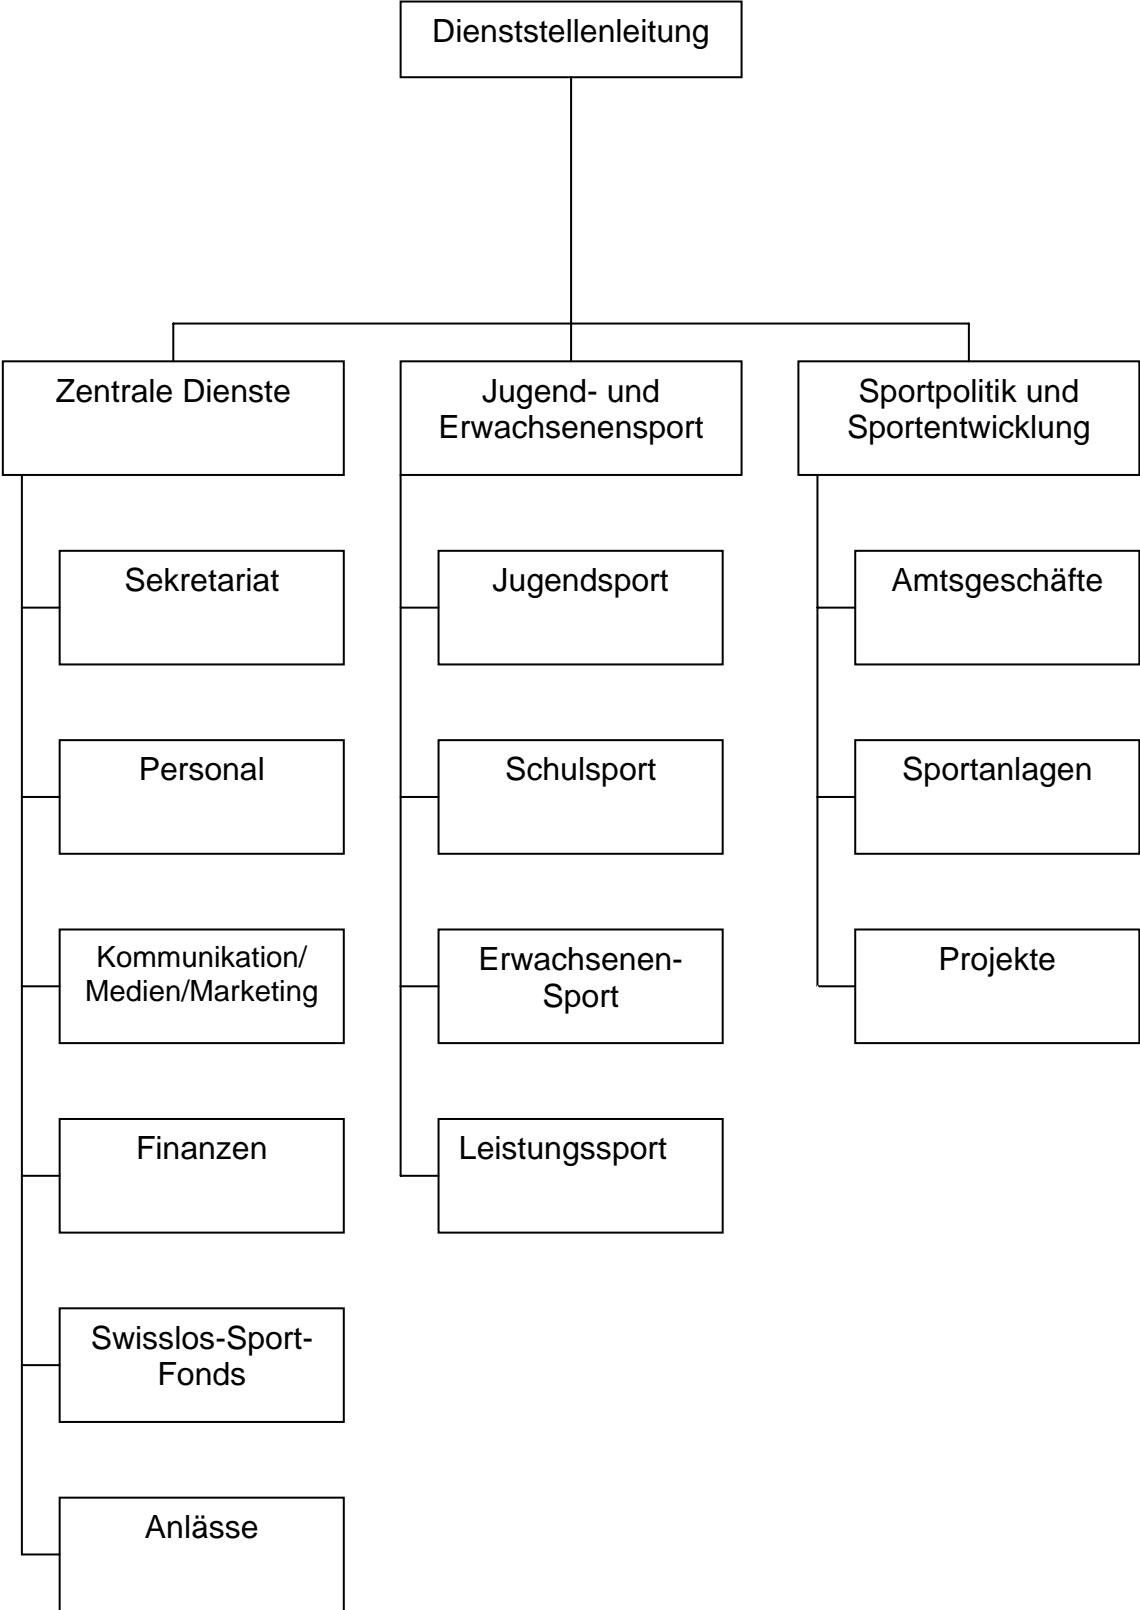 Dienststellenleitung
Zentrale Dienste
Jugend- und
Erwachsenensport
Sportpolitik und
Sportentwicklung
Sekretariat
Jugendsport
Amtsgeschäfte
Personal
Schulsport
Sportanlagen
Kommunikation/
Medien/Marketing
Erwachsenen-
Sport
Projekte
Finanzen
Leistungssport
Swisslos-Sport-
Fonds
Anlässe